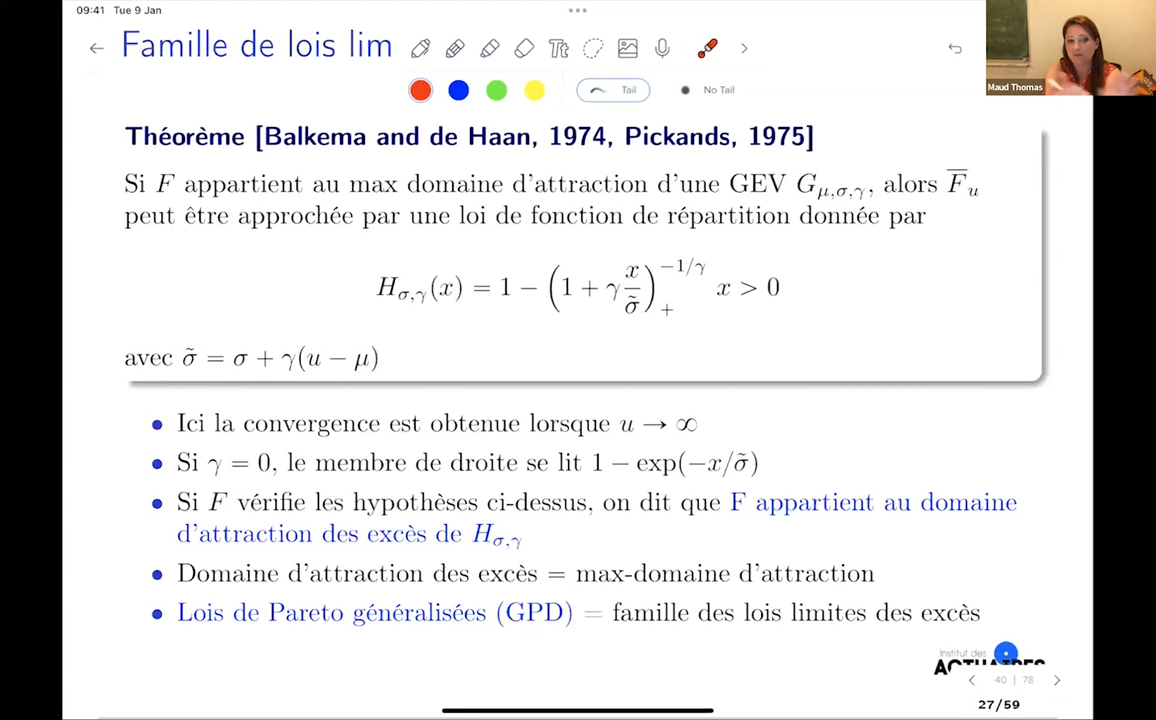 09:41 Tue 9 Jan
Famille de lois lim
Tt
Maud Thomas
Tail
No Tail
Théorème [Balkema and de Haan, 1974, Pickands, 1975]
Si F appartient au max domaine d'attraction d'une GEV G_{μ,σ,γ}, alors F̅_u
peut être approchée par une loi de fonction de répartition donnée par
H_{σ,γ}(x) = 1 − (1 + γ x/σ̃)_+^{−1/γ} x > 0
avec σ̃ = σ + γ(u − μ)
• Ici la convergence est obtenue lorsque u → ∞
• Si γ = 0, le membre de droite se lit 1 − exp(−x/σ̃)
• Si F vérifie les hypothèses ci-dessus, on dit que F appartient au domaine
d'attraction des excès de H_{σ,γ}
• Domaine d'attraction des excès = max-domaine d'attraction
• Lois de Pareto généralisées (GPD) = famille des lois limites des excès
Institut des
ACTUAIRES
40 | 78
27/59